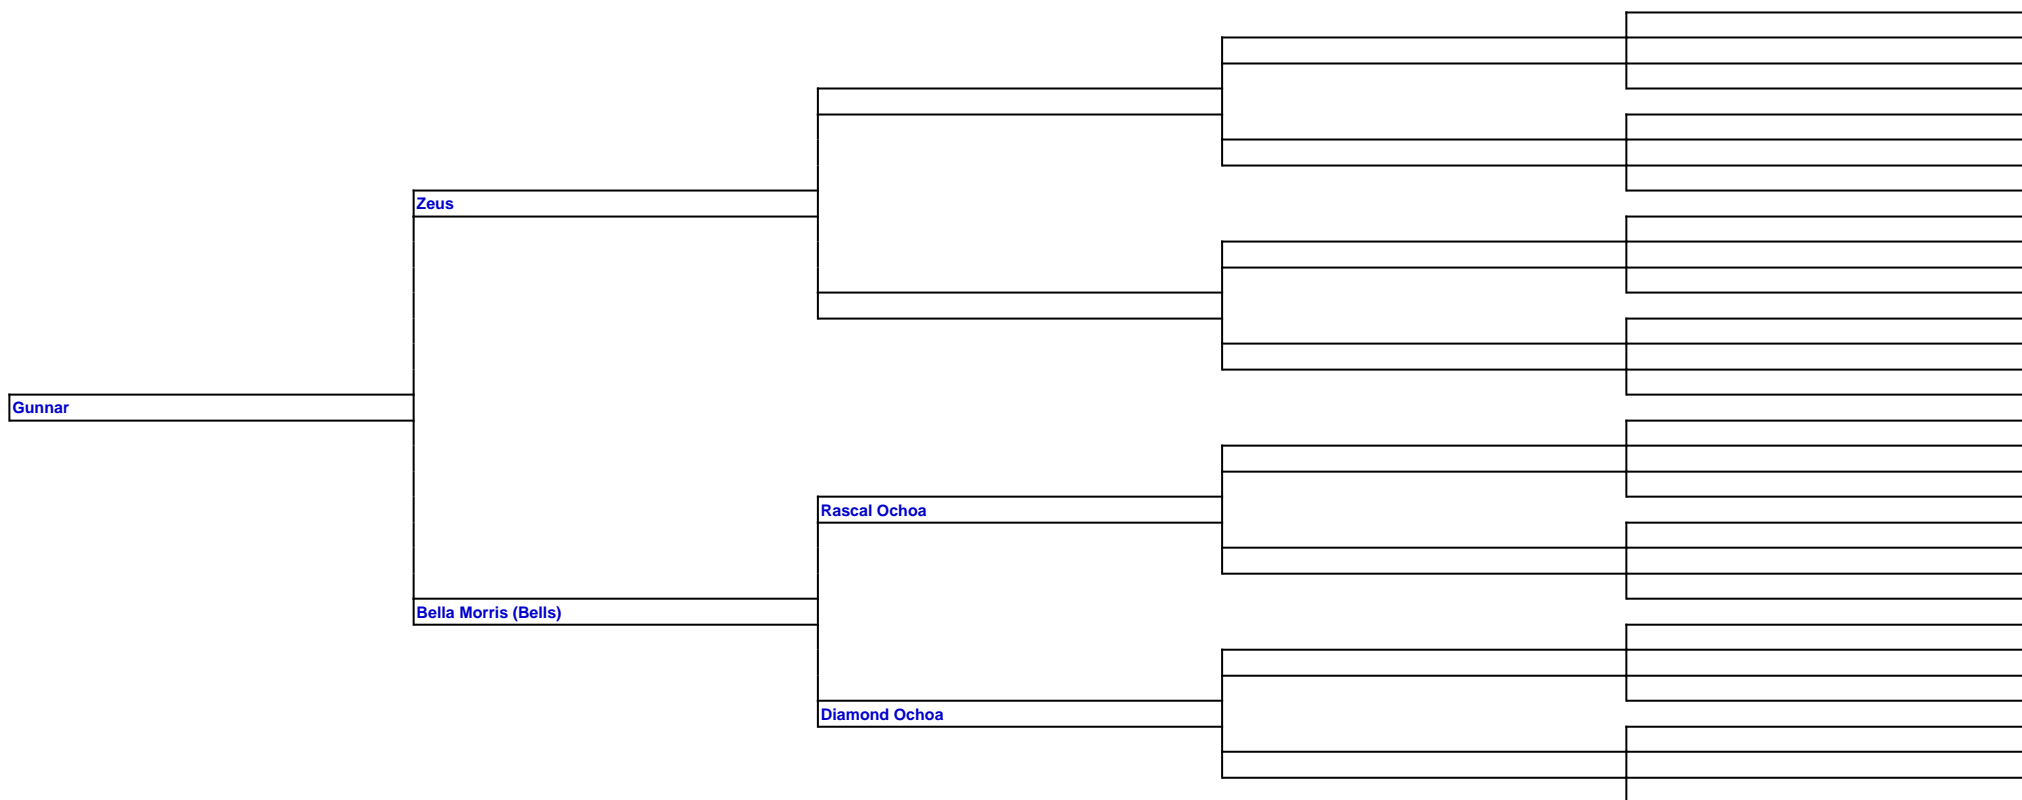 Zeus
Gunnar
Rascal Ochoa
Bella Morris (Bells)
Diamond Ochoa